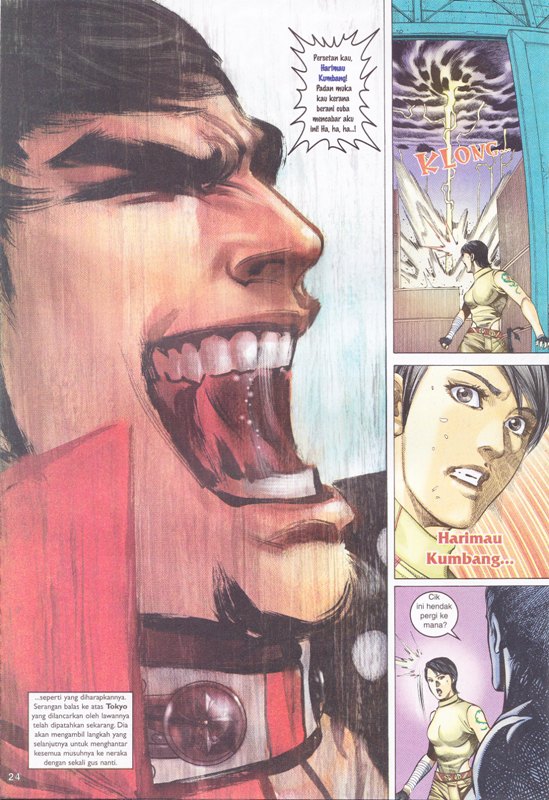 Persetan kau,
Harimau
Kumbang!
Padan muka
kau kerana
berani cuba
mencabar aku
ini! Ha, ha, ha...!
KLONG...
Harimau
Kumbang...
Cik
ini hendak
pergi ke
mana?
...seperti yang diharapkannya.
Serangan balas ke atas Tokyo
yang dilancarkan oleh lawannya
telah dipatahkan sekarang. Dia
akan mengambil langkah yang
selanjutnya untuk menghantar
kesemua musuhnya ke neraka
dengan sekali gus nanti.
24